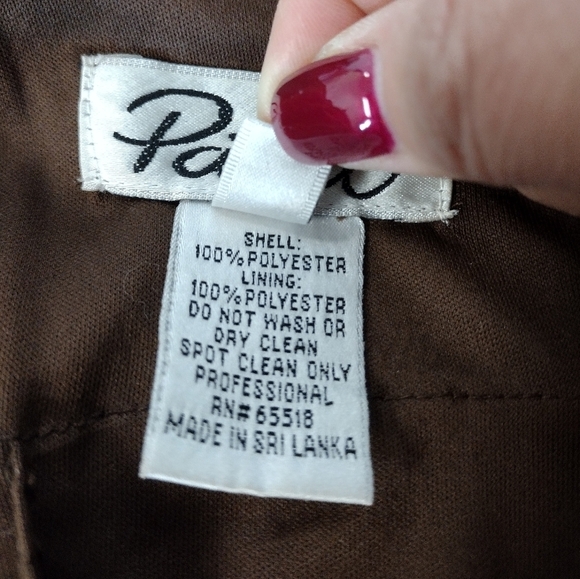 SHELL:
100% POLYESTER
LINING:
100% POLYESTER
DO NOT WASH OR
DRY CLEAN
SPOT CLEAN ONLY
PROFESSIONAL
RN# 65518
MADE IN SRI LANKA